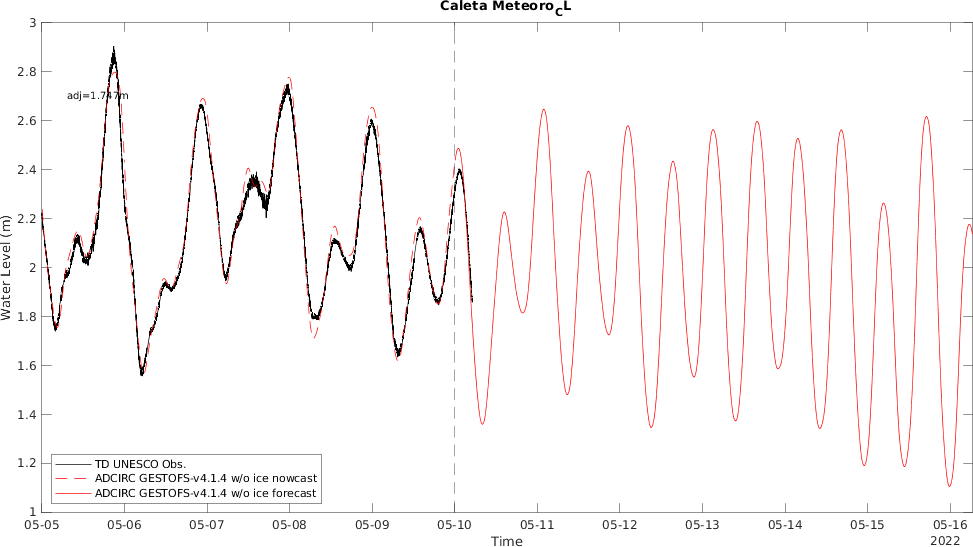 Caleta Meteoro_CL
3
2.8
adj=1.747m
2.6
2.4
2.2
2
1.8
1.6
1.4
1.2
1
Water Level (m)
TD UNESCO Obs.
ADCIRC GESTOFS-v4.1.4 w/o ice nowcast
ADCIRC GESTOFS-v4.1.4 w/o ice forecast
05-05 05-06 05-07 05-08 05-09 05-10 05-11 05-12 05-13 05-14 05-15 05-16
Time 2022